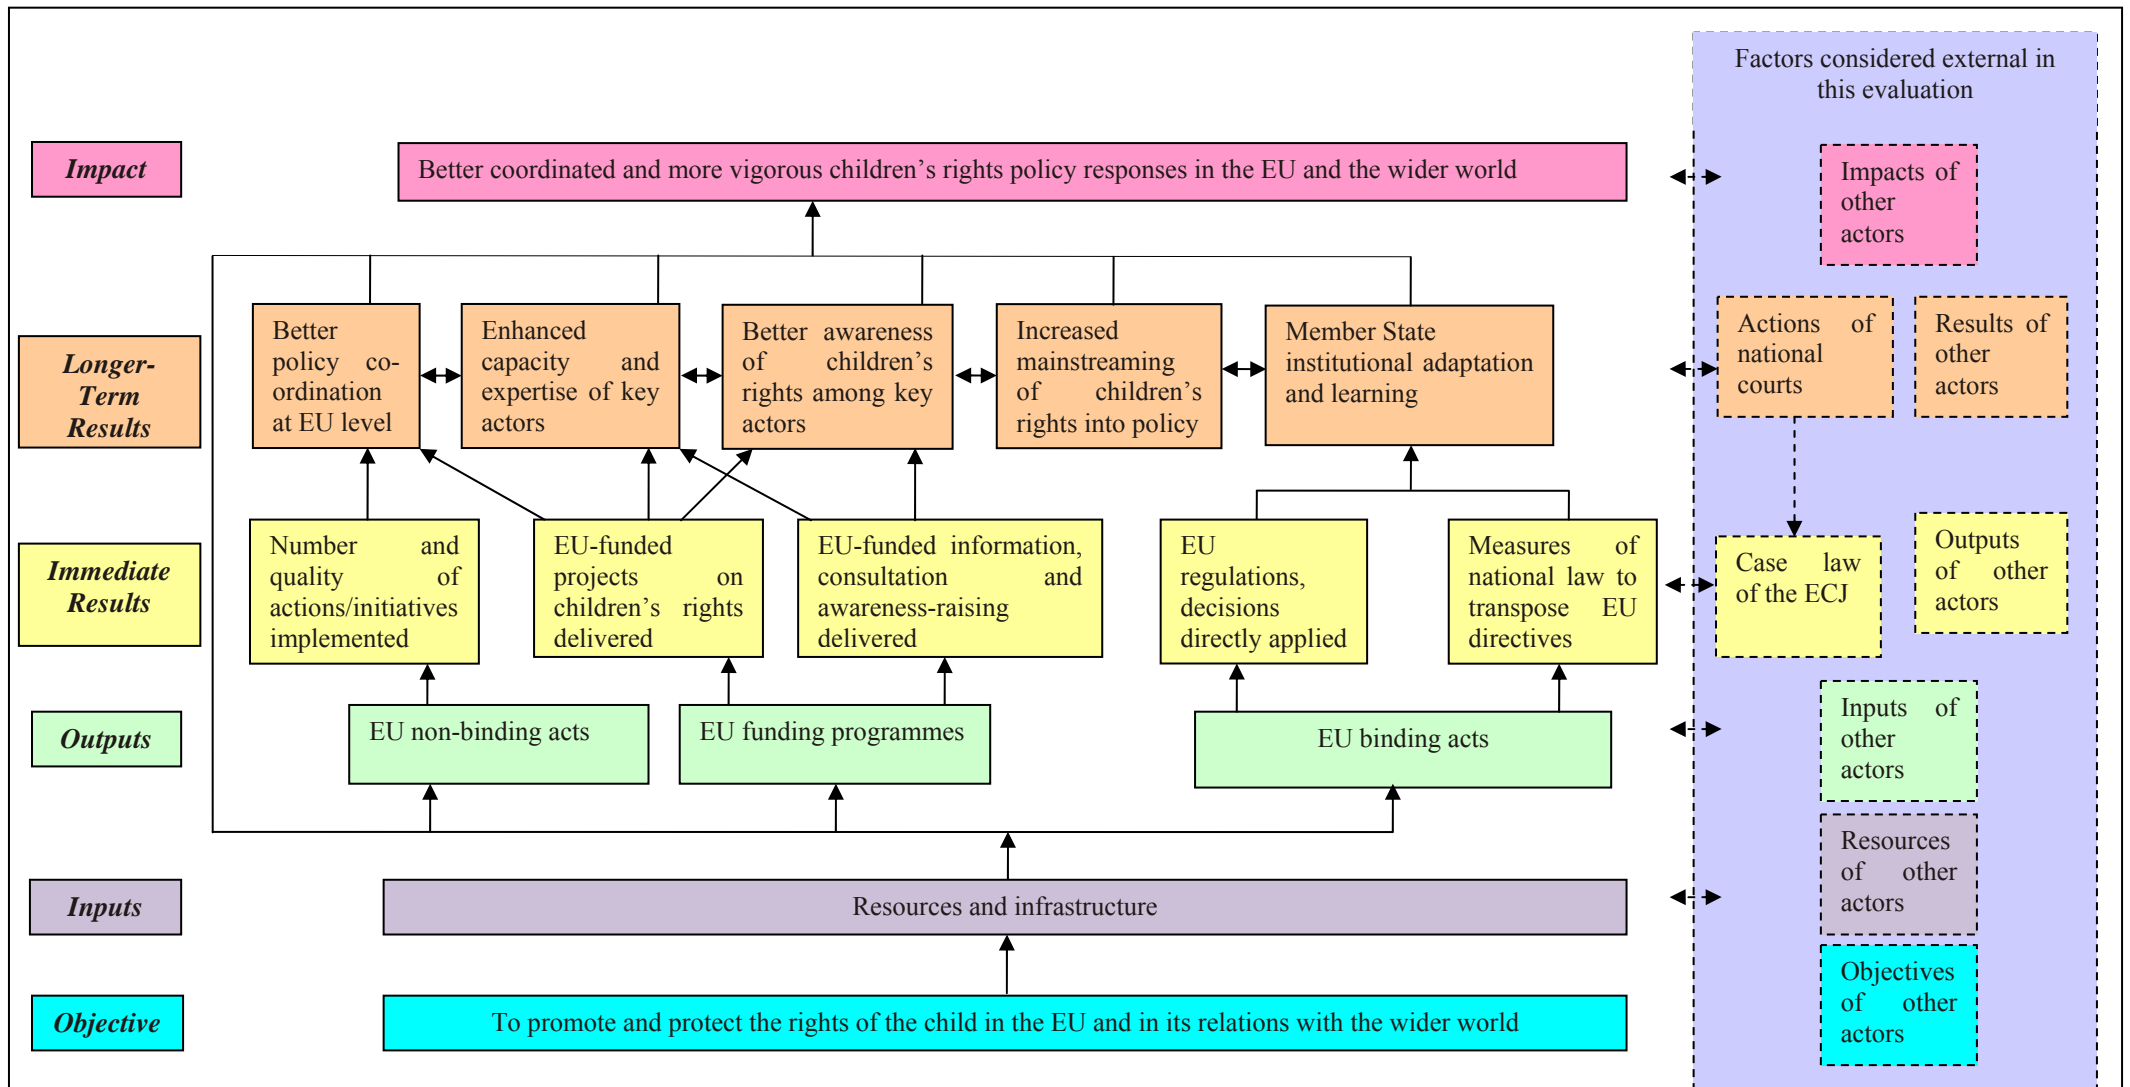 Factors considered external in
this evaluation
Impact
Better coordinated and more vigorous children’s rights policy responses in the EU and the wider world
Impacts of
other
actors
Longer-
Term
Results
Better
policy co-
ordination
at EU level
Enhanced
capacity and
expertise of key
actors
Better awareness
of children’s
rights among key
actors
Increased
mainstreaming
of children’s
rights into policy
Member State
institutional adaptation
and learning
Actions of
national
courts
Results of
other
actors
Immediate
Results
Number and
quality of
actions/initiatives
implemented
EU-funded
projects on
children’s rights
delivered
EU-funded information,
consultation and
awareness-raising
delivered
EU
regulations,
decisions
directly applied
Measures of
national law to
transpose EU
directives
Case law
of the ECJ
Outputs
of other
actors
Outputs
EU non-binding acts
EU funding programmes
EU binding acts
Inputs of
other
actors
Inputs
Resources and infrastructure
Resources
of other
actors
Objective
To promote and protect the rights of the child in the EU and in its relations with the wider world
Objectives
of other
actors